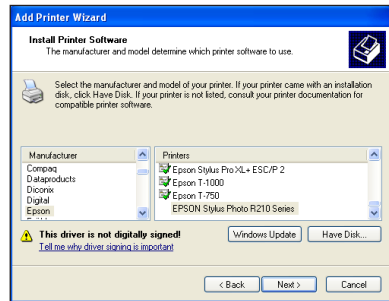 Add Printer Wizard
Install Printer Software
The manufacturer and model determine which printer software to use.
Select the manufacturer and model of your printer. If your printer came with an installation
disk, click Have Disk. If your printer is not listed, consult your printer documentation for
compatible printer software.
Manufacturer
Compaq
Dataproducts
Diconix
Digital
Epson
Printers
Epson Stylus Pro XL+ ESC/P 2
Epson T-1000
Epson T-750
EPSON Stylus Photo R210 Series
This driver is not digitally signed!
Tell me why driver signing is important
Windows Update
Have Disk...
< Back
Next >
Cancel